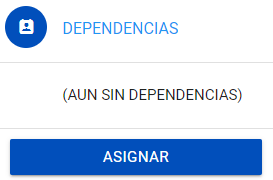 DEPENDENCIAS
(AUN SIN DEPENDENCIAS)
ASIGNAR